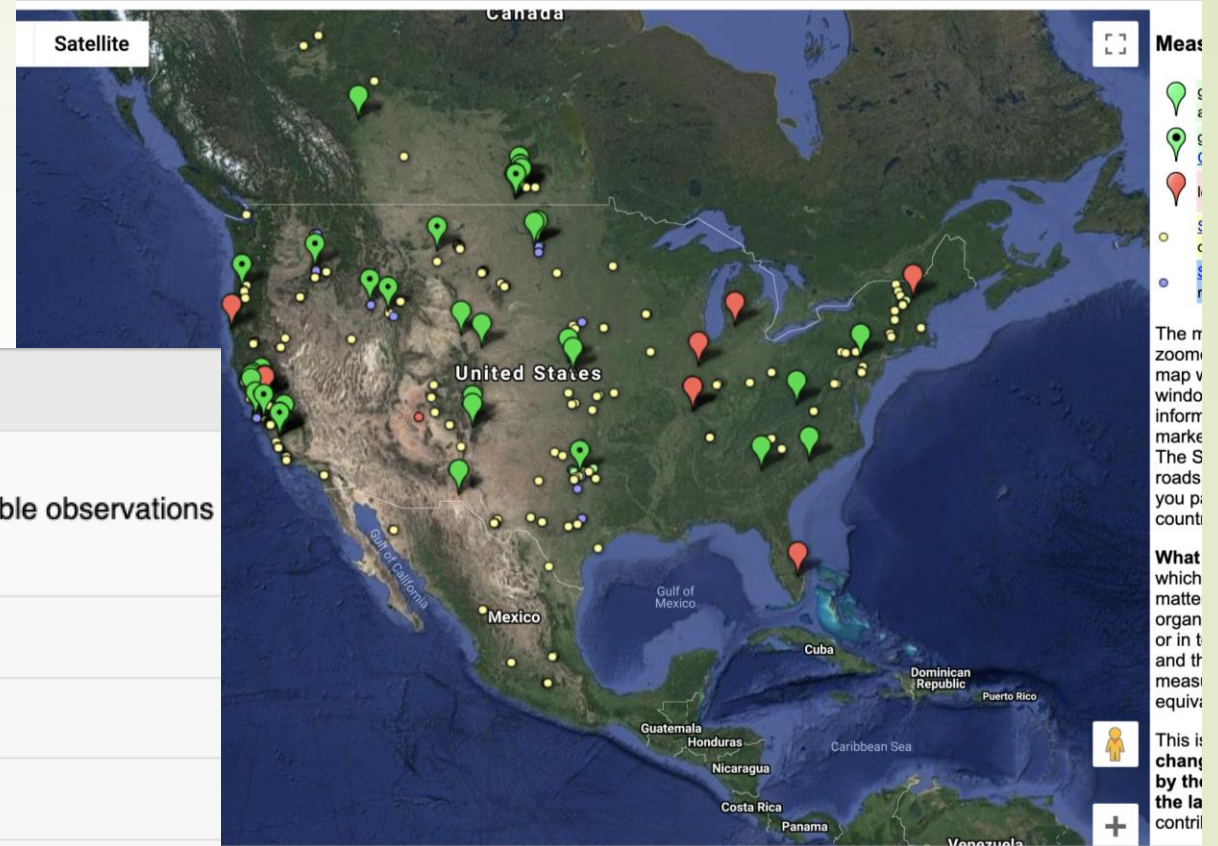 Canada
Satellite
United States
Gulf of California
Gulf of
Mexico
Mexico
Cuba
Dominican
Republic
Puerto Rico
Guatemala
Honduras
Caribbean Sea
Nicaragua
Costa Rica
Panama
Venezuela
ble observations
Meas
g
a
g
C
l
S
c
s
r
The m
zoome
map w
windo
inform
marke
The S
roads
you pa
countr
What
which
matte
organ
or in t
and th
measu
equiva
This is
chang
by the
the la
contril